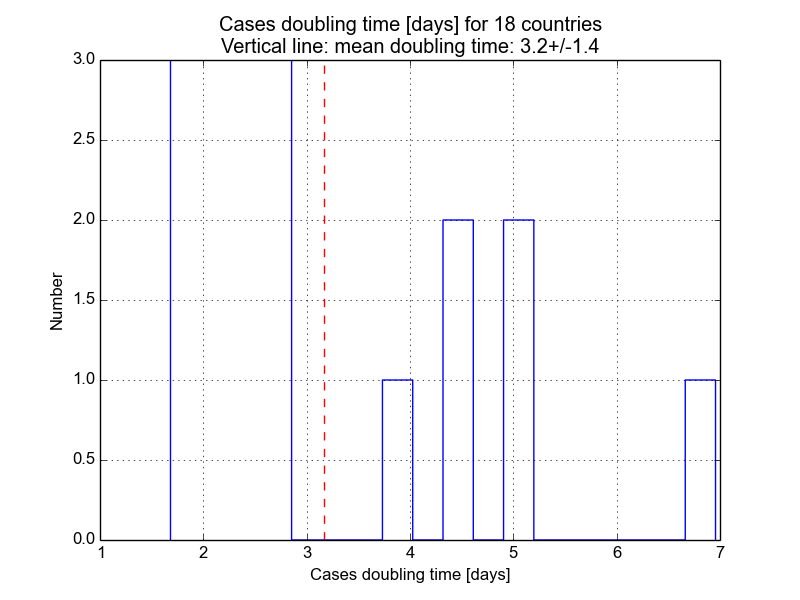 Cases doubling time [days] for 18 countries
Vertical line: mean doubling time: 3.2+/-1.4
3.0
2.5
2.0
1.5
1.0
0.5
0.0
Number
1 2 3 4 5 6 7
Cases doubling time [days]